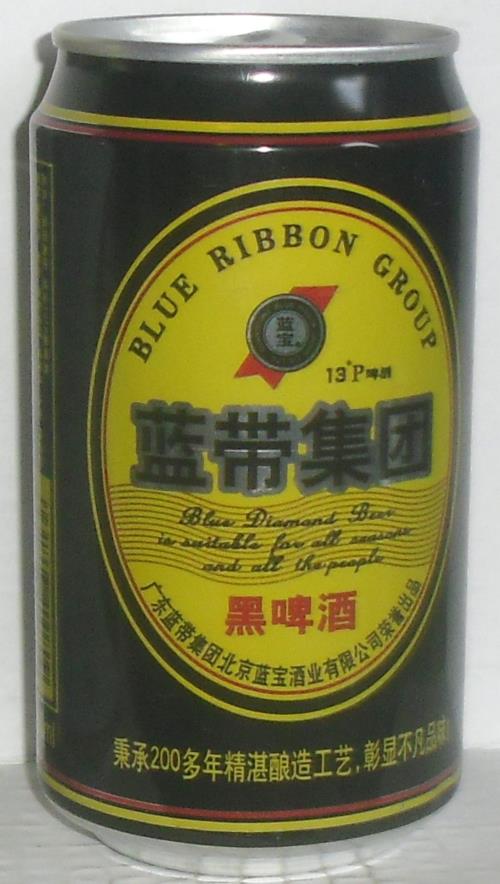 BLUE RIBBON GROUP
蓝宝
13°P啤酒
蓝带集团
Blue Diamond Beer
is suitable for all seasons
and all the people
黑啤酒
广东蓝带集团北京蓝宝酒业有限公司荣誉出品
秉承200多年精湛酿造工艺,彰显不凡品味!
ml